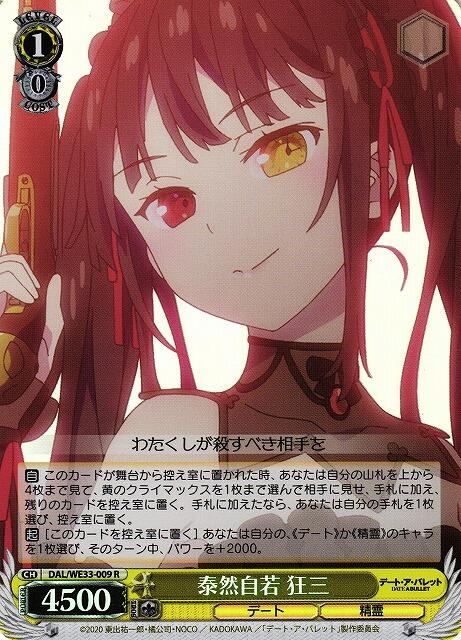 LEVEL
1
0
COST
わたくしが殺すべき相手を
自 このカードが舞台から控え室に置かれた時、あなたは自分の山札を上から
4枚まで見て、黄のクライマックスを1枚まで選んで相手に見せ、手札に加え、
残りのカードを控え室に置く。手札に加えたなら、あなたは自分の手札を1枚
選び、控え室に置く。
起 [このカードを控え室に置く] あなたは自分の、《デート》か《精霊》のキャラ
を1枚選び、そのターン中、パワーを+2000。
CH DAL/WE33-009 R
POWER
4500
SOUL
泰然自若 狂三
デート・ア・バレット
DATE A BULLET
デート
精霊
©2020 東出祐一郎・橘公司・NOCO / KADOKAWA / 「デート・ア・バレット」製作委員会